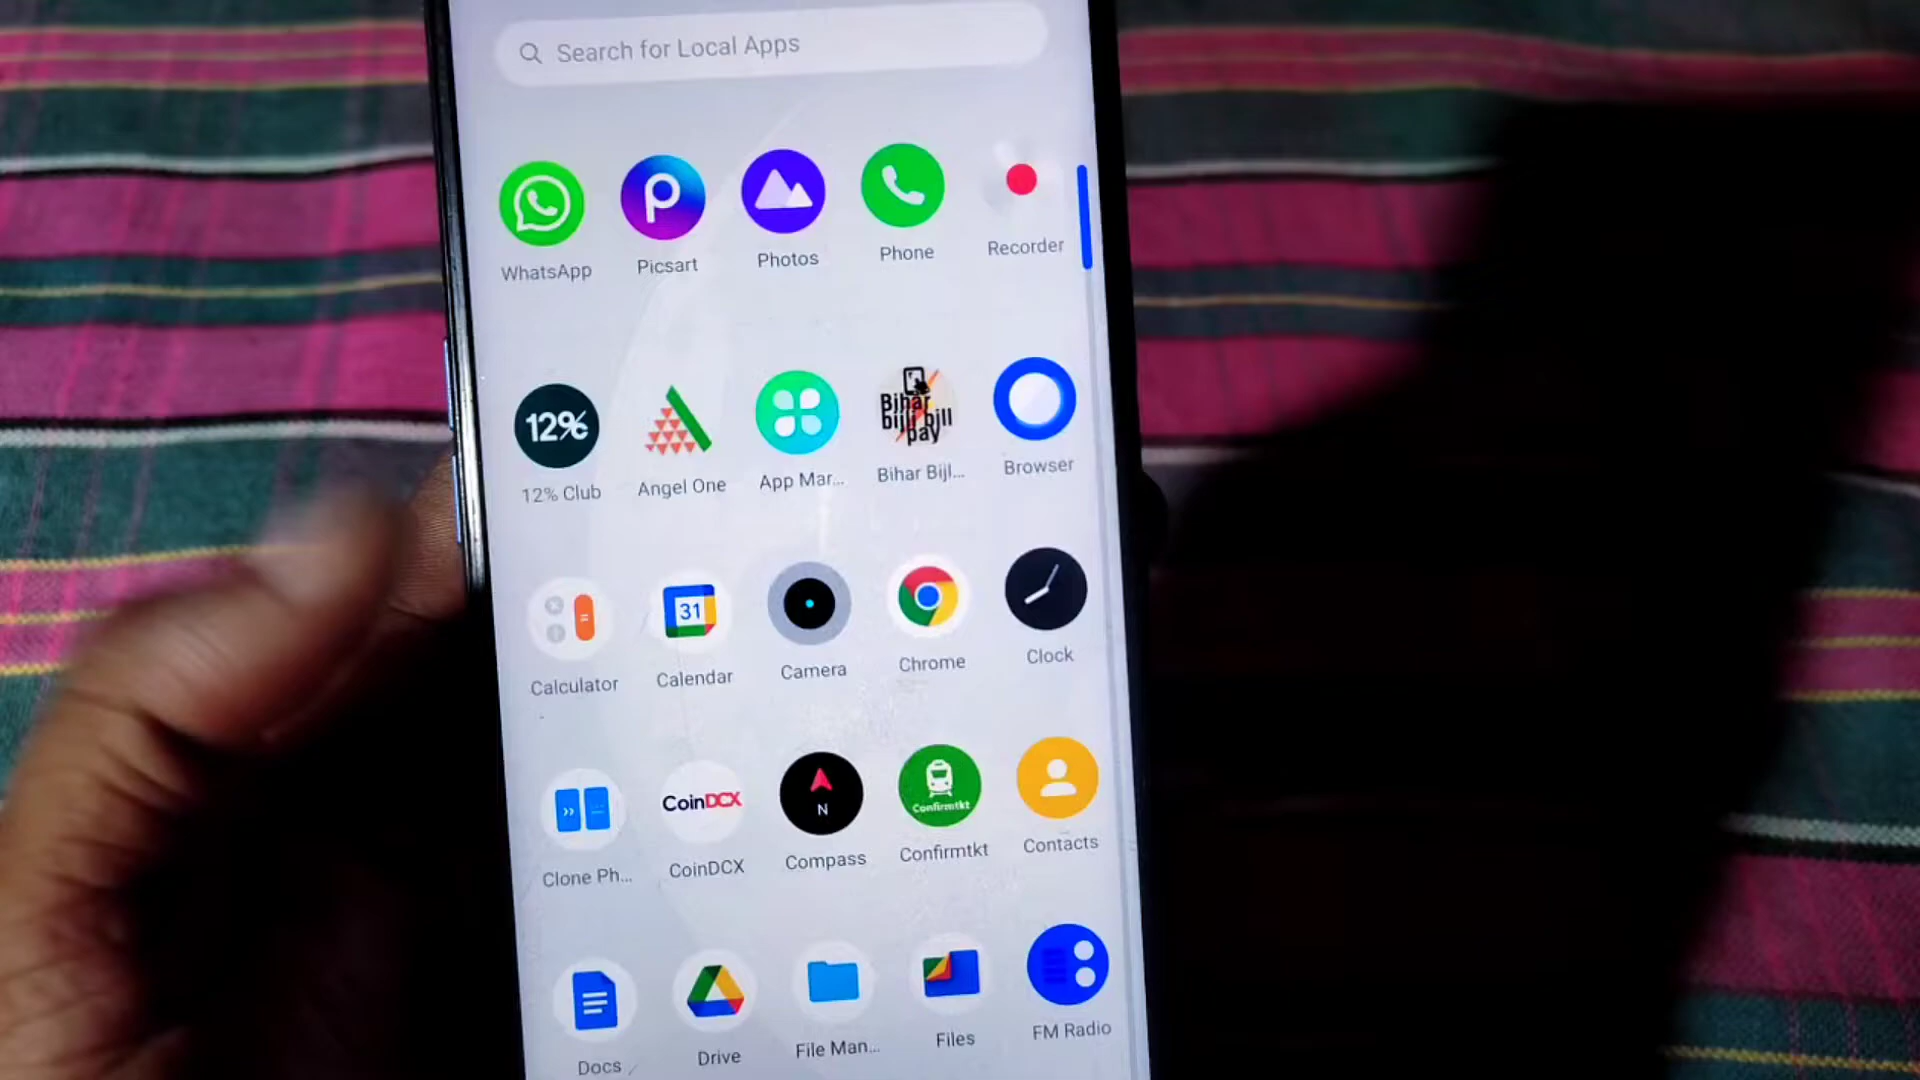 Search for Local Apps
WhatsApp Picsart Photos Phone Recorder
12%
Bihar
bijli bill
pay
12% Club Angel One App Mar... Bihar Bijl... Browser
31
Calculator Calendar Camera Chrome Clock
CoinDCX N Confirmtkt
Clone Ph... CoinDCX Compass Confirmtkt Contacts
Docs Drive File Man... Files FM Radio